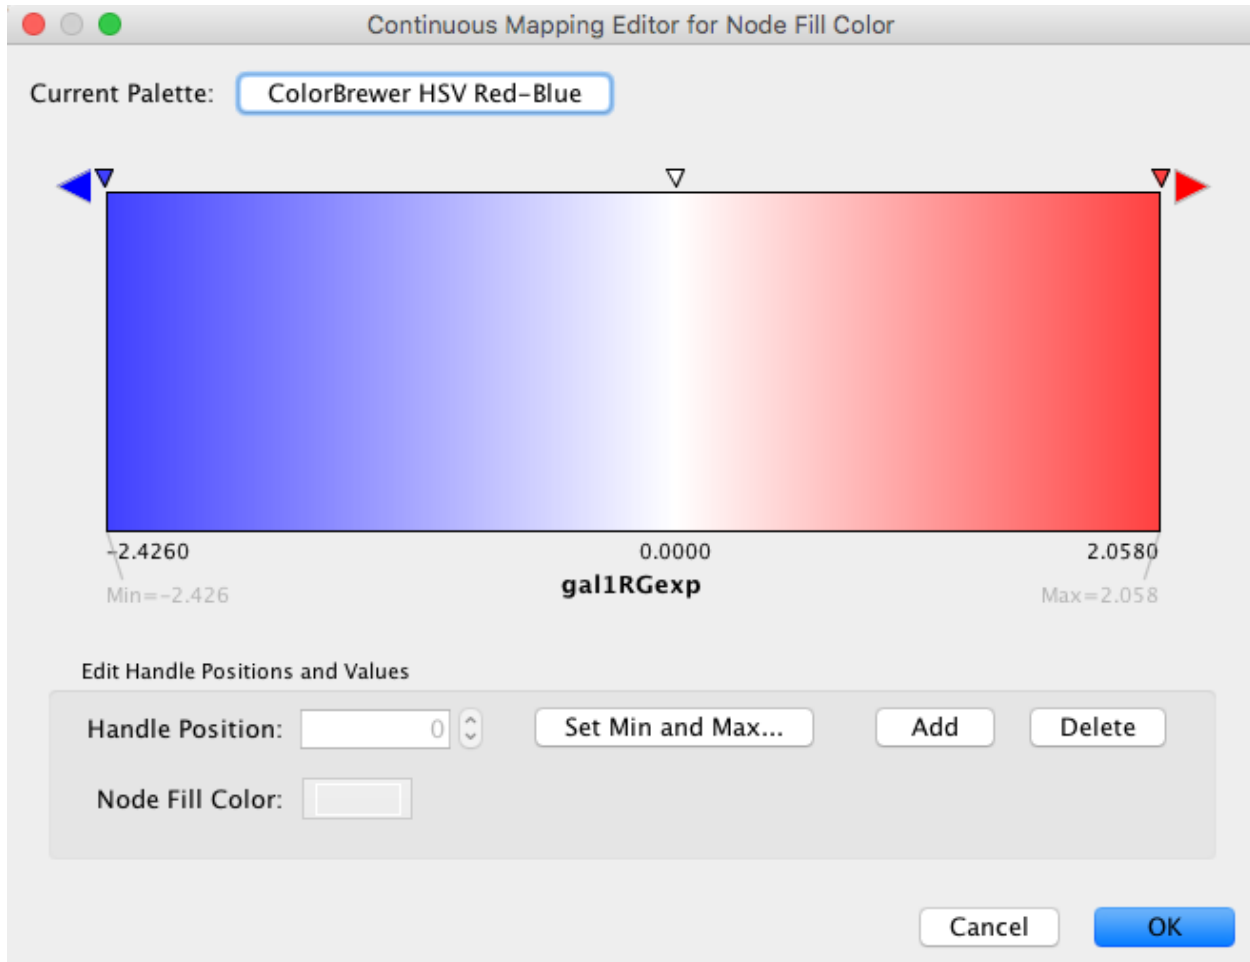 Continuous Mapping Editor for Node Fill Color
Current Palette: ColorBrewer HSV Red-Blue
-2.4260 0.0000 2.0580
gal1RGexp
Min=-2.426 Max=2.058
Edit Handle Positions and Values
Handle Position: 0 Set Min and Max... Add Delete
Node Fill Color:
Cancel OK